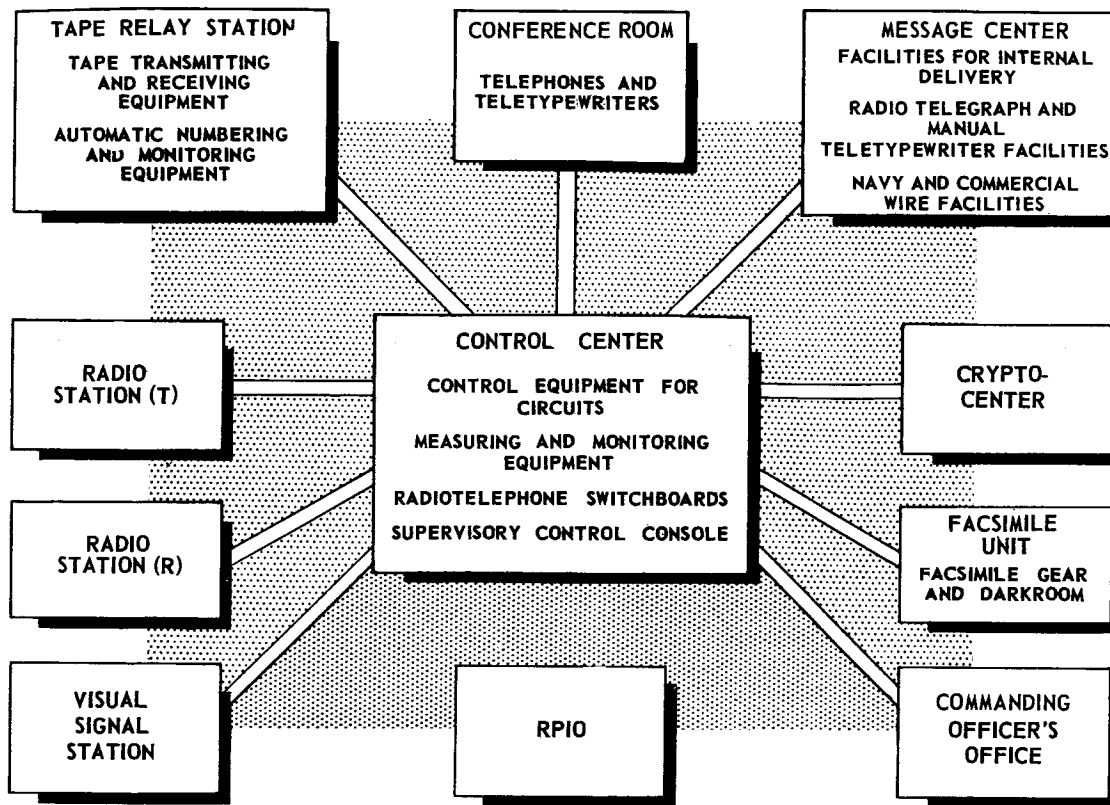 TAPE RELAY STATION
TAPE TRANSMITTING
AND RECEIVING
EQUIPMENT
AUTOMATIC NUMBERING
AND MONITORING
EQUIPMENT
CONFERENCE ROOM
TELEPHONES AND
TELETYPEWRITERS
MESSAGE CENTER
FACILITIES FOR INTERNAL
DELIVERY
RADIO TELEGRAPH AND
MANUAL
TELETYPEWRITER FACILITIES
NAVY AND COMMERCIAL
WIRE FACILITIES
RADIO
STATION (T)
CONTROL CENTER
CONTROL EQUIPMENT FOR
CIRCUITS
MEASURING AND MONITORING
EQUIPMENT
RADIOTELEPHONE SWITCHBOARDS
SUPERVISORY CONTROL CONSOLE
CRYPTO-
CENTER
RADIO
STATION (R)
FACSIMILE
UNIT
FACSIMILE GEAR
AND DARKROOM
VISUAL
SIGNAL
STATION
RPIO
COMMANDING
OFFICER'S
OFFICE